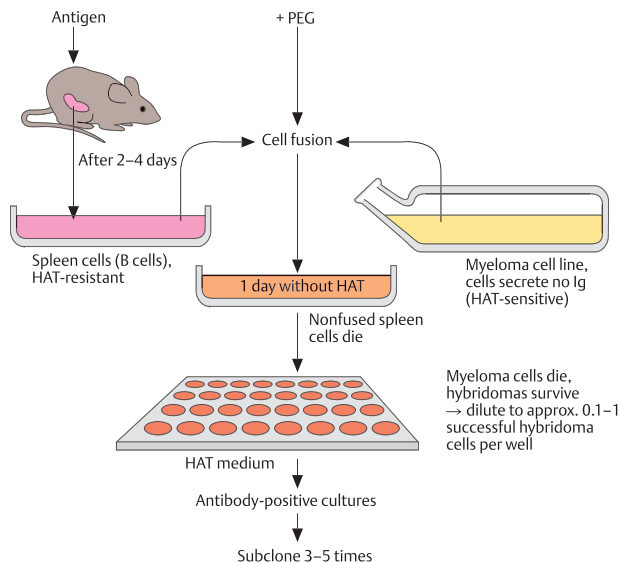 Antigen
+ PEG
Cell fusion
After 2–4 days
Spleen cells (B cells),
HAT-resistant
Myeloma cell line,
cells secrete no Ig
(HAT-sensitive)
1 day without HAT
Nonfused spleen
cells die
Myeloma cells die,
hybridomas survive
→ dilute to approx. 0.1–1
successful hybridoma
cells per well
HAT medium
Antibody-positive cultures
Subclone 3–5 times